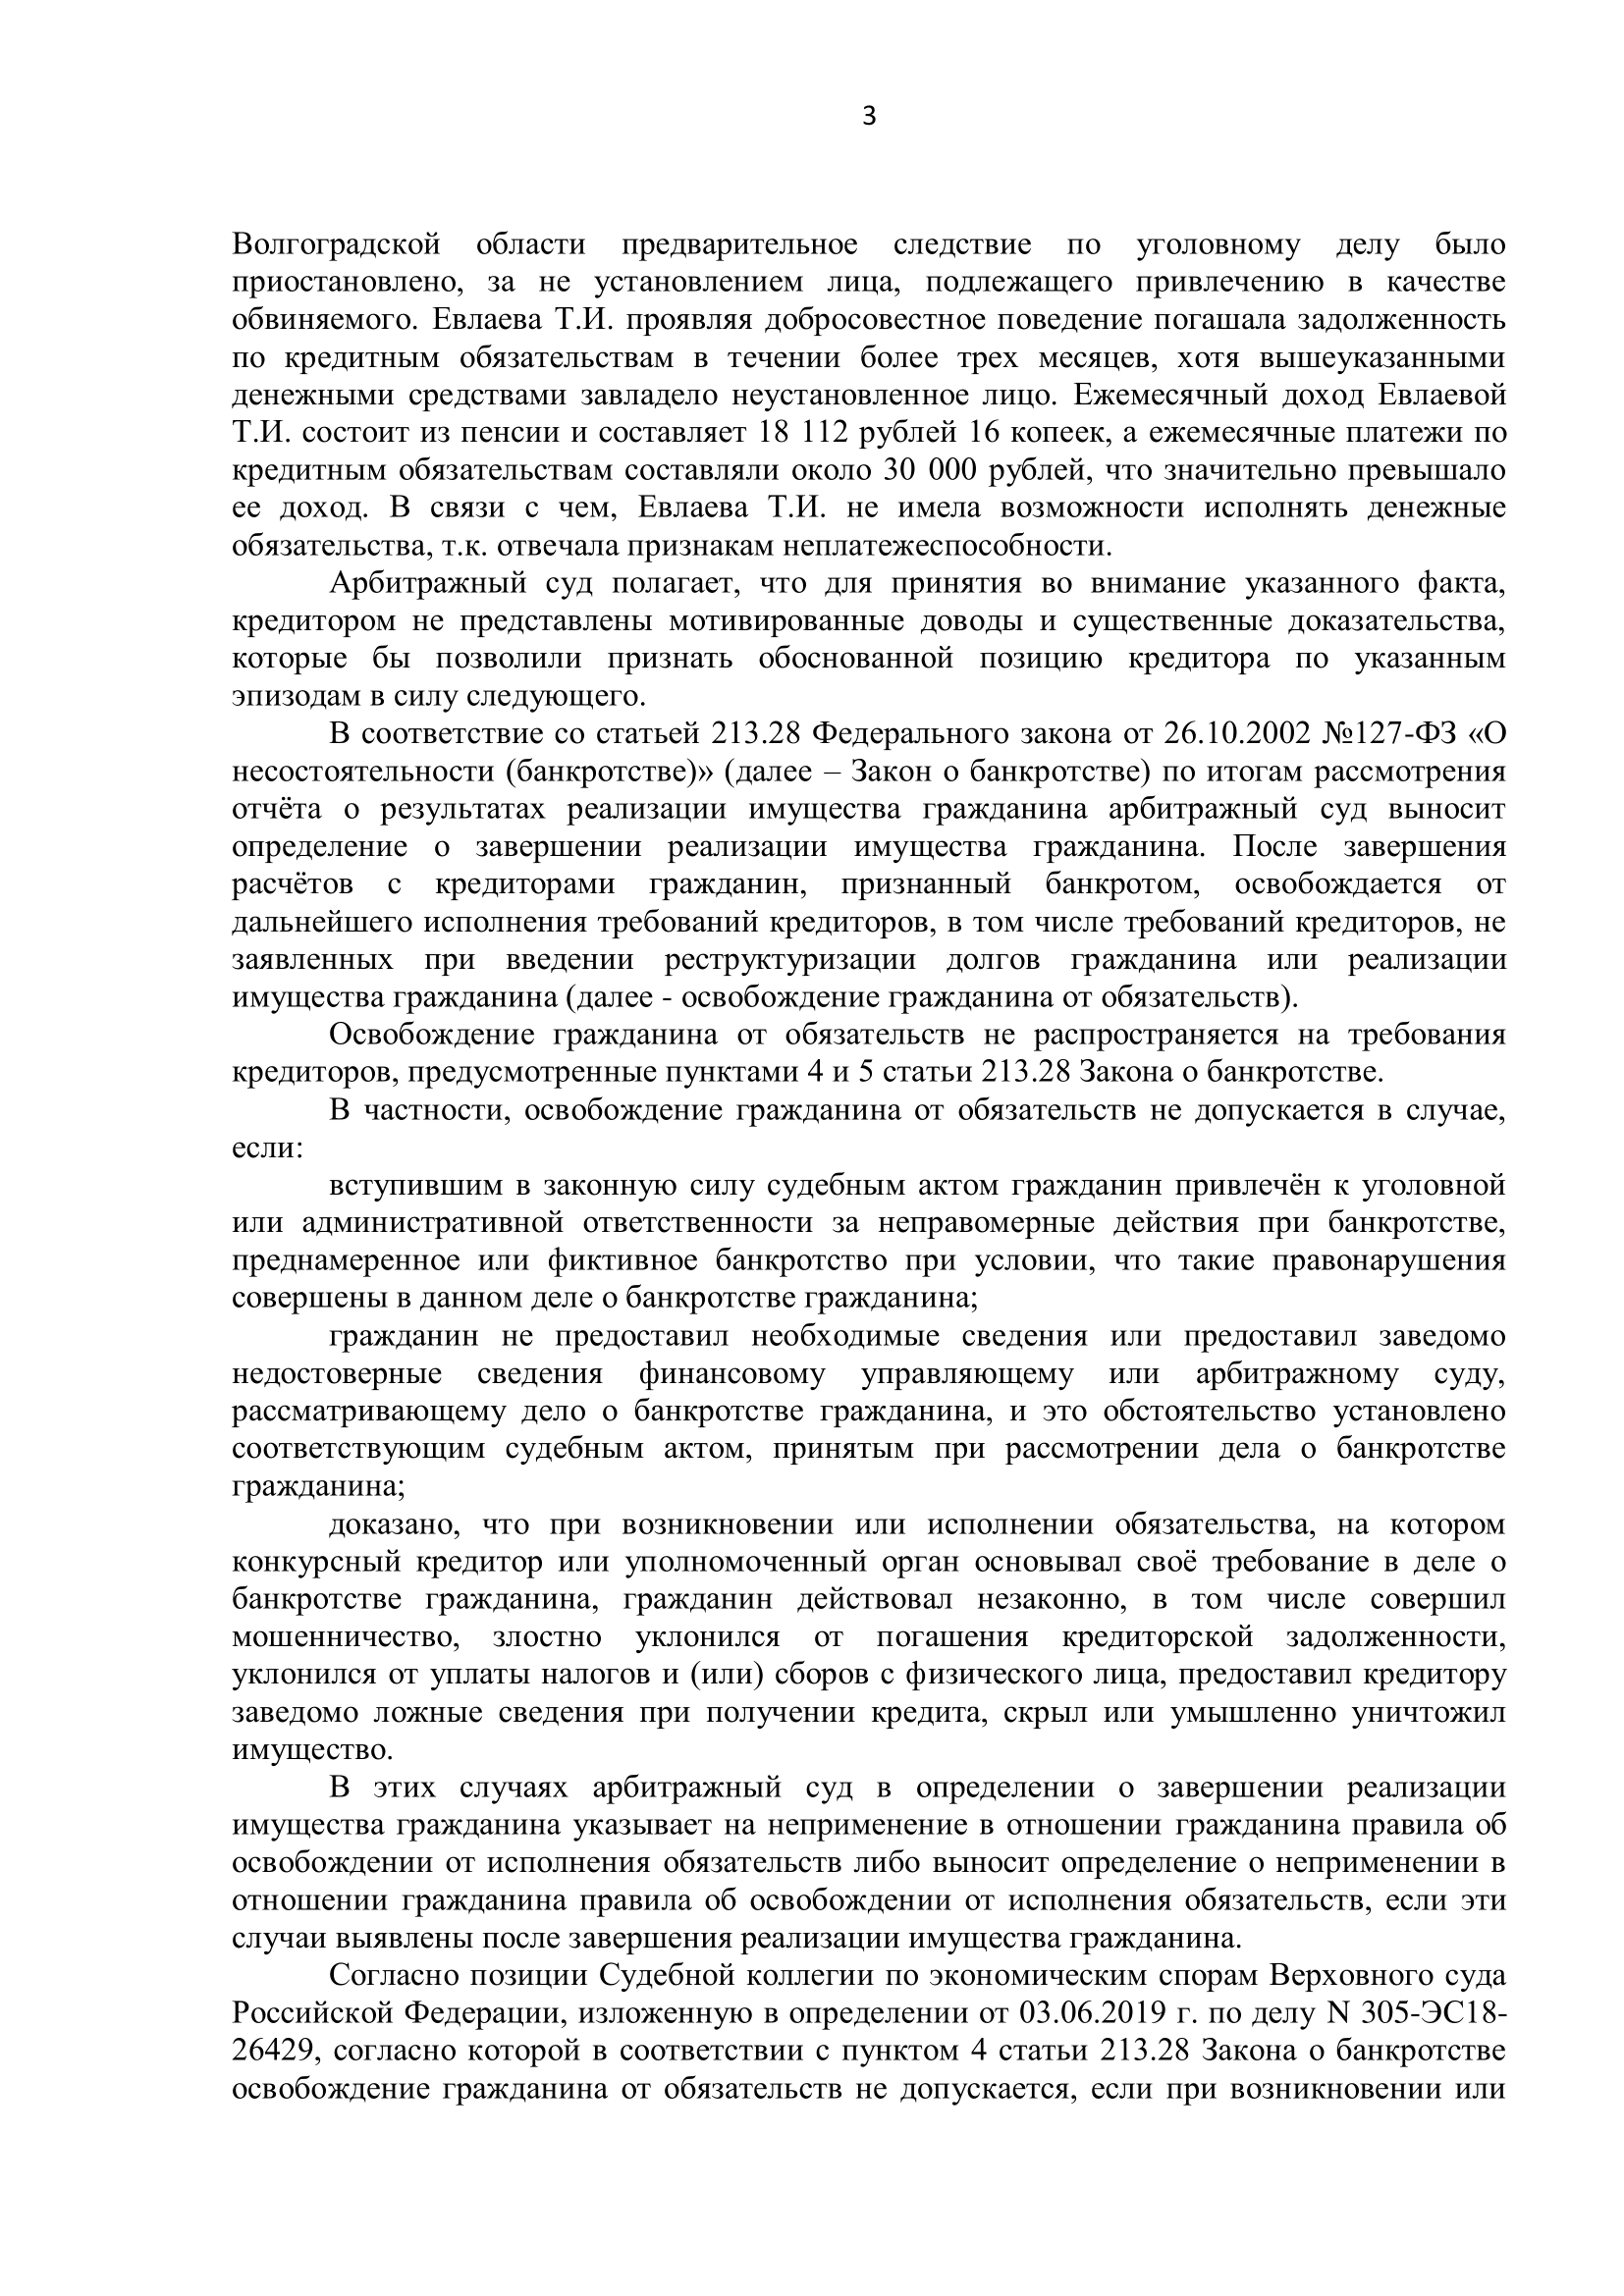 3
Волгоградской области предварительное следствие по уголовному делу было
приостановлено, за не установлением лица, подлежащего привлечению в качестве
обвиняемого. Евлаева Т.И. проявляя добросовестное поведение погашала задолженность
по кредитным обязательствам в течении более трех месяцев, хотя вышеуказанными
денежными средствами завладело неустановленное лицо. Ежемесячный доход Евлаевой
Т.И. состоит из пенсии и составляет 18 112 рублей 16 копеек, а ежемесячные платежи по
кредитным обязательствам составляли около 30 000 рублей, что значительно превышало
ее доход. В связи с чем, Евлаева Т.И. не имела возможности исполнять денежные
обязательства, т.к. отвечала признакам неплатежеспособности.
Арбитражный суд полагает, что для принятия во внимание указанного факта,
кредитором не представлены мотивированные доводы и существенные доказательства,
которые бы позволили признать обоснованной позицию кредитора по указанным
эпизодам в силу следующего.
В соответствие со статьей 213.28 Федерального закона от 26.10.2002 №127-ФЗ «О
несостоятельности (банкротстве)» (далее – Закон о банкротстве) по итогам рассмотрения
отчёта о результатах реализации имущества гражданина арбитражный суд выносит
определение о завершении реализации имущества гражданина. После завершения
расчётов с кредиторами гражданин, признанный банкротом, освобождается от
дальнейшего исполнения требований кредиторов, в том числе требований кредиторов, не
заявленных при введении реструктуризации долгов гражданина или реализации
имущества гражданина (далее - освобождение гражданина от обязательств).
Освобождение гражданина от обязательств не распространяется на требования
кредиторов, предусмотренные пунктами 4 и 5 статьи 213.28 Закона о банкротстве.
В частности, освобождение гражданина от обязательств не допускается в случае,
если:
вступившим в законную силу судебным актом гражданин привлечён к уголовной
или административной ответственности за неправомерные действия при банкротстве,
преднамеренное или фиктивное банкротство при условии, что такие правонарушения
совершены в данном деле о банкротстве гражданина;
гражданин не предоставил необходимые сведения или предоставил заведомо
недостоверные сведения финансовому управляющему или арбитражному суду,
рассматривающему дело о банкротстве гражданина, и это обстоятельство установлено
соответствующим судебным актом, принятым при рассмотрении дела о банкротстве
гражданина;
доказано, что при возникновении или исполнении обязательства, на котором
конкурсный кредитор или уполномоченный орган основывал своё требование в деле о
банкротстве гражданина, гражданин действовал незаконно, в том числе совершил
мошенничество, злостно уклонился от погашения кредиторской задолженности,
уклонился от уплаты налогов и (или) сборов с физического лица, предоставил кредитору
заведомо ложные сведения при получении кредита, скрыл или умышленно уничтожил
имущество.
В этих случаях арбитражный суд в определении о завершении реализации
имущества гражданина указывает на неприменение в отношении гражданина правила об
освобождении от исполнения обязательств либо выносит определение о неприменении в
отношении гражданина правила об освобождении от исполнения обязательств, если эти
случаи выявлены после завершения реализации имущества гражданина.
Согласно позиции Судебной коллегии по экономическим спорам Верховного суда
Российской Федерации, изложенную в определении от 03.06.2019 г. по делу N 305-ЭС18-
26429, согласно которой в соответствии с пунктом 4 статьи 213.28 Закона о банкротстве
освобождение гражданина от обязательств не допускается, если при возникновении или